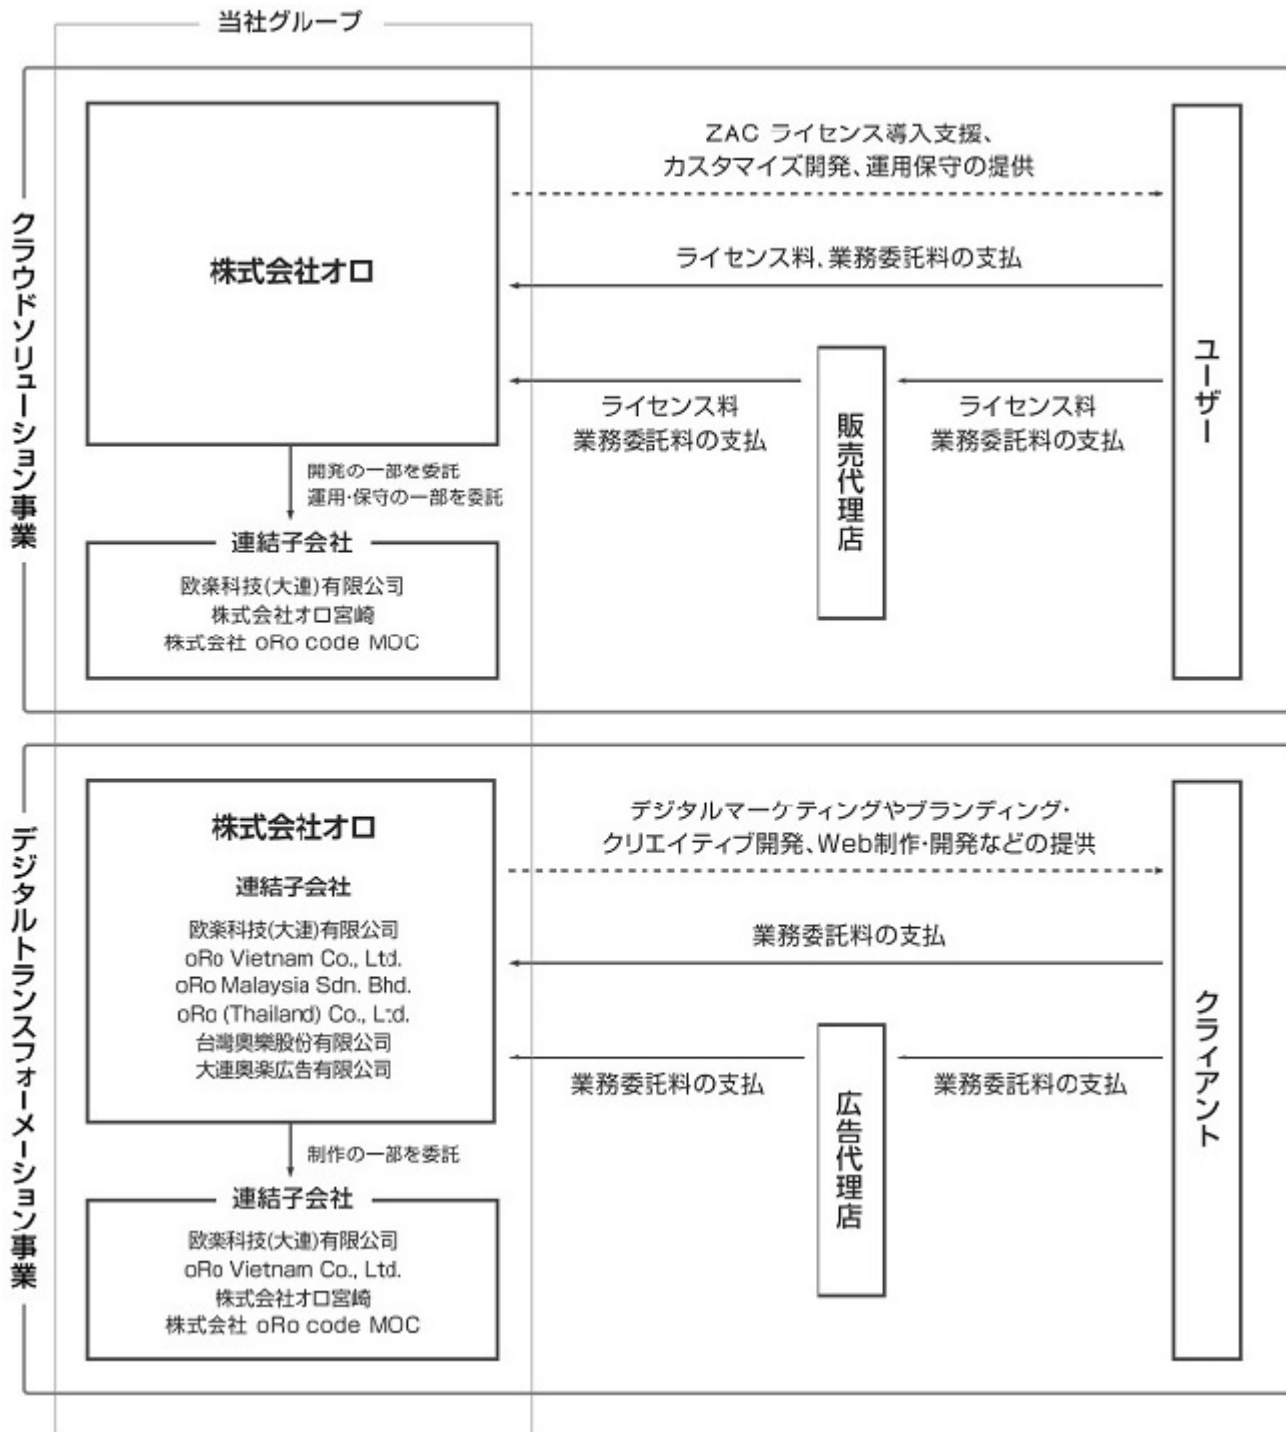 当社グループ
クラウドソリューション事業
株式会社オロ
ZAC ライセンス導入支援、
カスタマイズ開発、運用保守の提供
ライセンス料、業務委託料の支払
ライセンス料
業務委託料の支払
販売代理店
ライセンス料
業務委託料の支払
ユーザー
開発の一部を委託
運用・保守の一部を委託
連結子会社
欧楽科技(大連)有限公司
株式会社オロ宮崎
株式会社 oRo code MOC
デジタルトランスフォーメーション事業
株式会社オロ
連結子会社
欧楽科技(大連)有限公司
oRo Vietnam Co., Ltd.
oRo Malaysia Sdn. Bhd.
oRo (Thailand) Co., Ltd.
台灣奧樂股份有限公司
大連奥楽広告有限公司
デジタルマーケティングやブランディング・
クリエイティブ開発、Web制作・開発などの提供
業務委託料の支払
業務委託料の支払
広告代理店
業務委託料の支払
クライアント
制作の一部を委託
連結子会社
欧楽科技(大連)有限公司
oRo Vietnam Co., Ltd.
株式会社オロ宮崎
株式会社 oRo code MOC